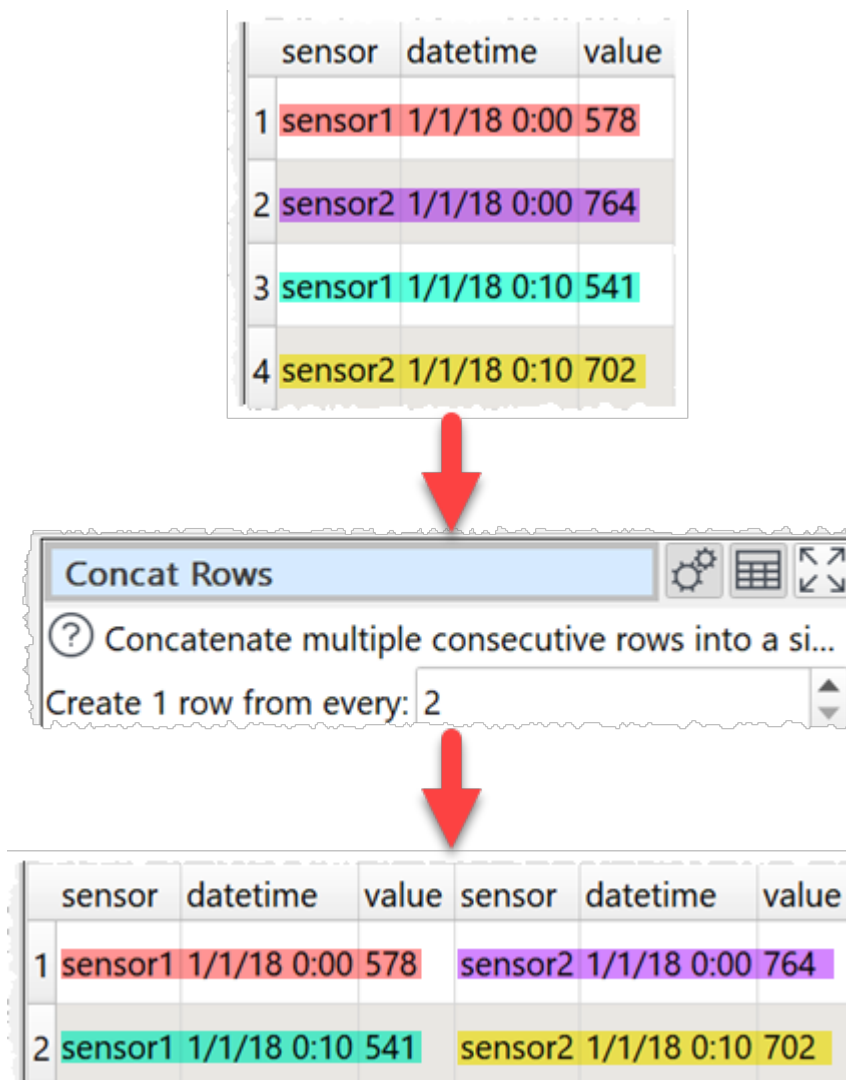 sensor datetime value
1 sensor1 1/1/18 0:00 578
2 sensor2 1/1/18 0:00 764
3 sensor1 1/1/18 0:10 541
4 sensor2 1/1/18 0:10 702
Concat Rows
? Concatenate multiple consecutive rows into a si...
Create 1 row from every: 2
sensor datetime value sensor datetime value
1 sensor1 1/1/18 0:00 578 sensor2 1/1/18 0:00 764
2 sensor1 1/1/18 0:10 541 sensor2 1/1/18 0:10 702